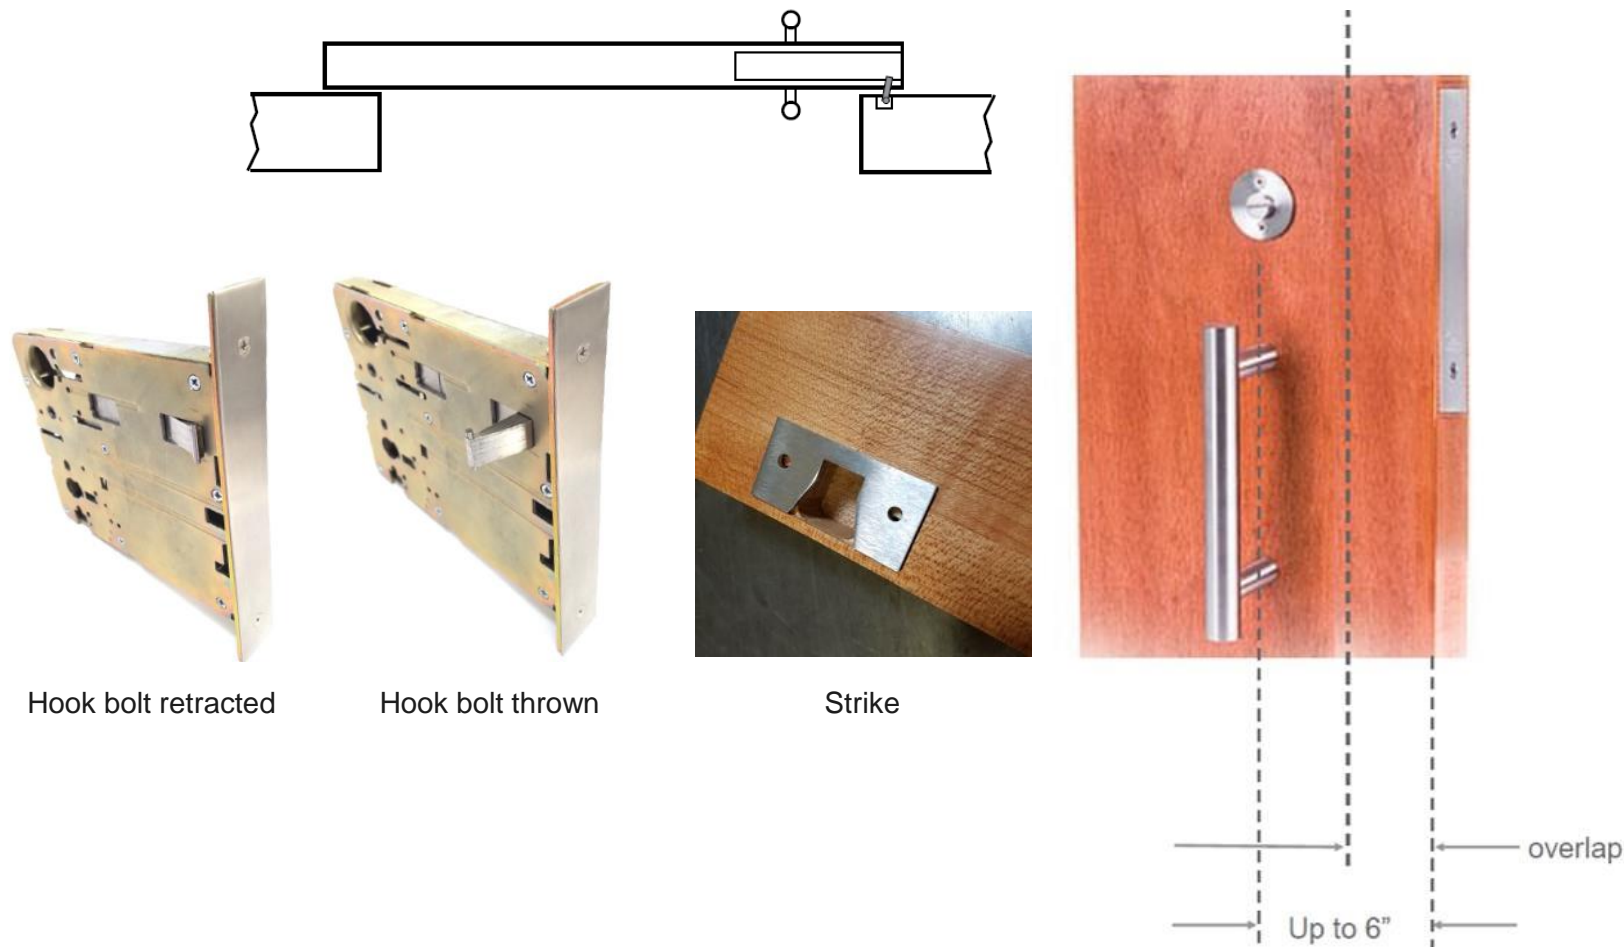 Hook bolt retracted
Hook bolt thrown
Strike
overlap
Up to 6”